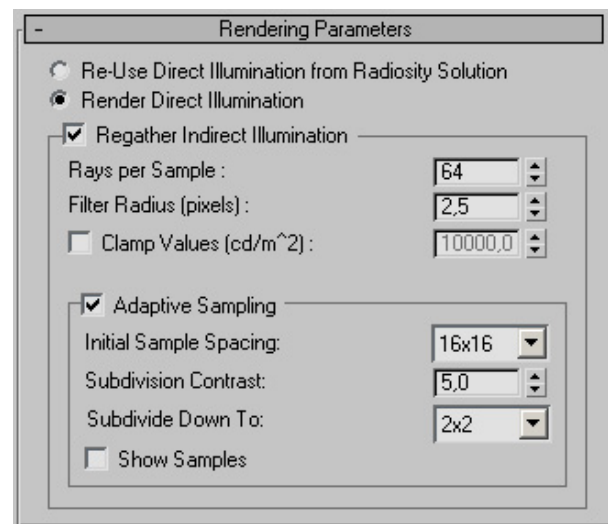 - Rendering Parameters
Re-Use Direct Illumination from Radiosity Solution
Render Direct Illumination
Regather Indirect Illumination
Rays per Sample : 64
Filter Radius (pixels) : 2,5
Clamp Values (cd/m^2) : 10000,0
Adaptive Sampling
Initial Sample Spacing: 16x16
Subdivision Contrast: 5,0
Subdivide Down To: 2x2
Show Samples